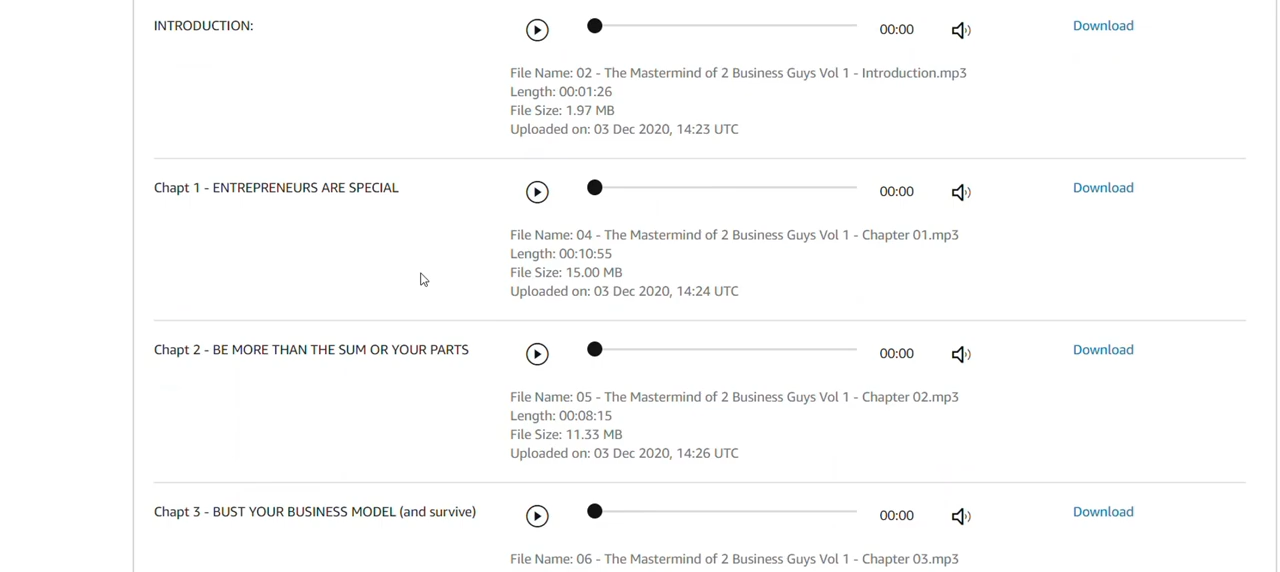 INTRODUCTION:
00:00
Download
File Name: 02 - The Mastermind of 2 Business Guys Vol 1 - Introduction.mp3
Length: 00:01:26
File Size: 1.97 MB
Uploaded on: 03 Dec 2020, 14:23 UTC
Chapt 1 - ENTREPRENEURS ARE SPECIAL
00:00
Download
File Name: 04 - The Mastermind of 2 Business Guys Vol 1 - Chapter 01.mp3
Length: 00:10:55
File Size: 15.00 MB
Uploaded on: 03 Dec 2020, 14:24 UTC
Chapt 2 - BE MORE THAN THE SUM OR YOUR PARTS
00:00
Download
File Name: 05 - The Mastermind of 2 Business Guys Vol 1 - Chapter 02.mp3
Length: 00:08:15
File Size: 11.33 MB
Uploaded on: 03 Dec 2020, 14:26 UTC
Chapt 3 - BUST YOUR BUSINESS MODEL (and survive)
00:00
Download
File Name: 06 - The Mastermind of 2 Business Guys Vol 1 - Chapter 03.mp3